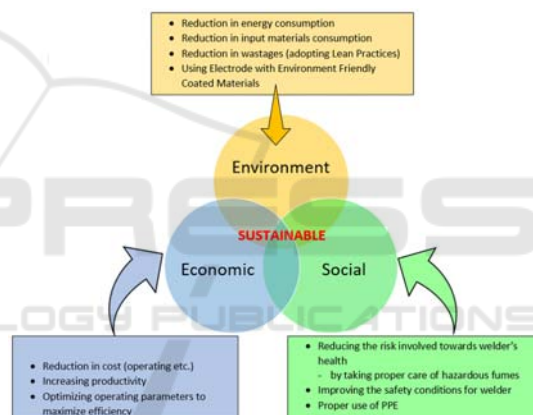 • Reduction in energy consumption
• Reduction in input materials consumption
• Reduction in wastages (adopting Lean Practices)
• Using Electrode with Environment Friendly
Coated Materials
Environment
SUSTAINABLE
Economic
Social
• Reduction in cost (operating etc.)
• Increasing productivity
• Optimizing operating parameters to
maximize efficiency
• Reducing the risk involved towards welder's
health
- by taking proper care of hazardous fumes
• Improving the safety conditions for welder
• Proper use of PPE
PRESS
LOGY PUBLICATIONS